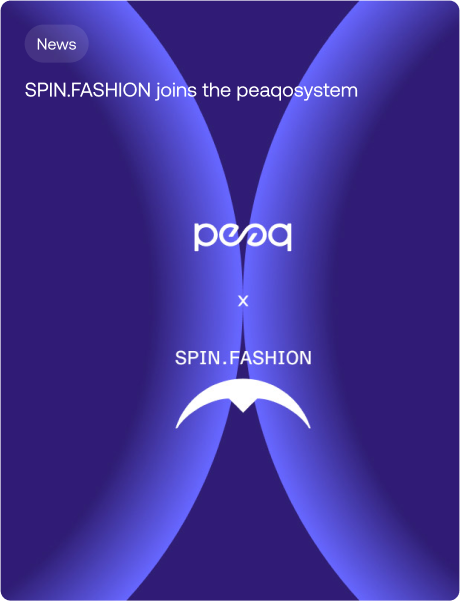 News
SPIN.FASHION joins the peaqosystem
peaq
x
SPIN.FASHION